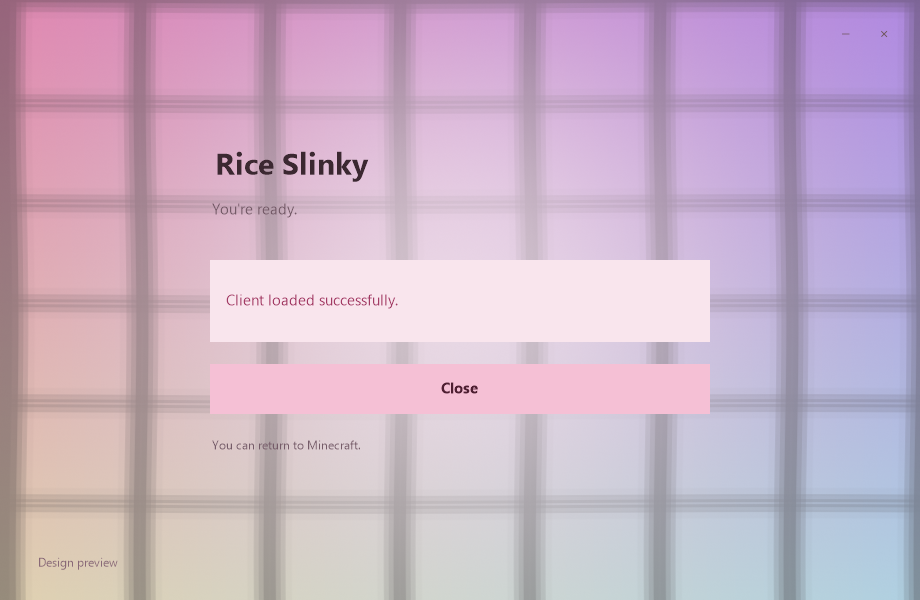 Rice Slinky
You're ready.
Client loaded successfully.
Close
You can return to Minecraft.
Design preview